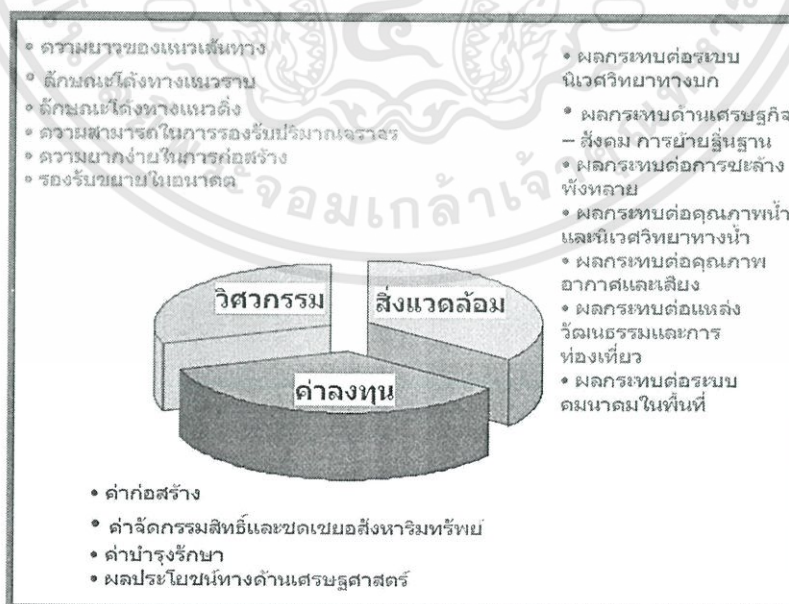 • ความยาวของแนวเส้นทาง
• ลักษณะโค้งทางแนวราบ
• ลักษณะโค้งทางแนวดิ่ง
• ความสามารถในการรองรับปริมาณจราจร
• ความยากง่ายในการก่อสร้าง
• รองรับขยายในอนาคต
• ผลกระทบต่อระบบ
นิเวศวิทยาทางบก
• ผลกระทบด้านเศรษฐกิจ
– สังคม การย้ายถิ่นฐาน
• ผลกระทบต่อการชะล้าง
พังทลาย
• ผลกระทบต่อคุณภาพน้ำ
และนิเวศวิทยาทางน้ำ
• ผลกระทบต่อคุณภาพ
อากาศและเสียง
• ผลกระทบต่อแหล่ง
วัฒนธรรมและการ
ท่องเที่ยว
• ผลกระทบต่อระบบ
คมนาคมในพื้นที่
วิศวกรรม
สิ่งแวดล้อม
ค่าลงทุน
• ค่าก่อสร้าง
• ค่าจัดกรรมสิทธิ์และชดเชยอสังหาริมทรัพย์
• ค่าบำรุงรักษา
• ผลประโยชน์ทางด้านเศรษฐศาสตร์